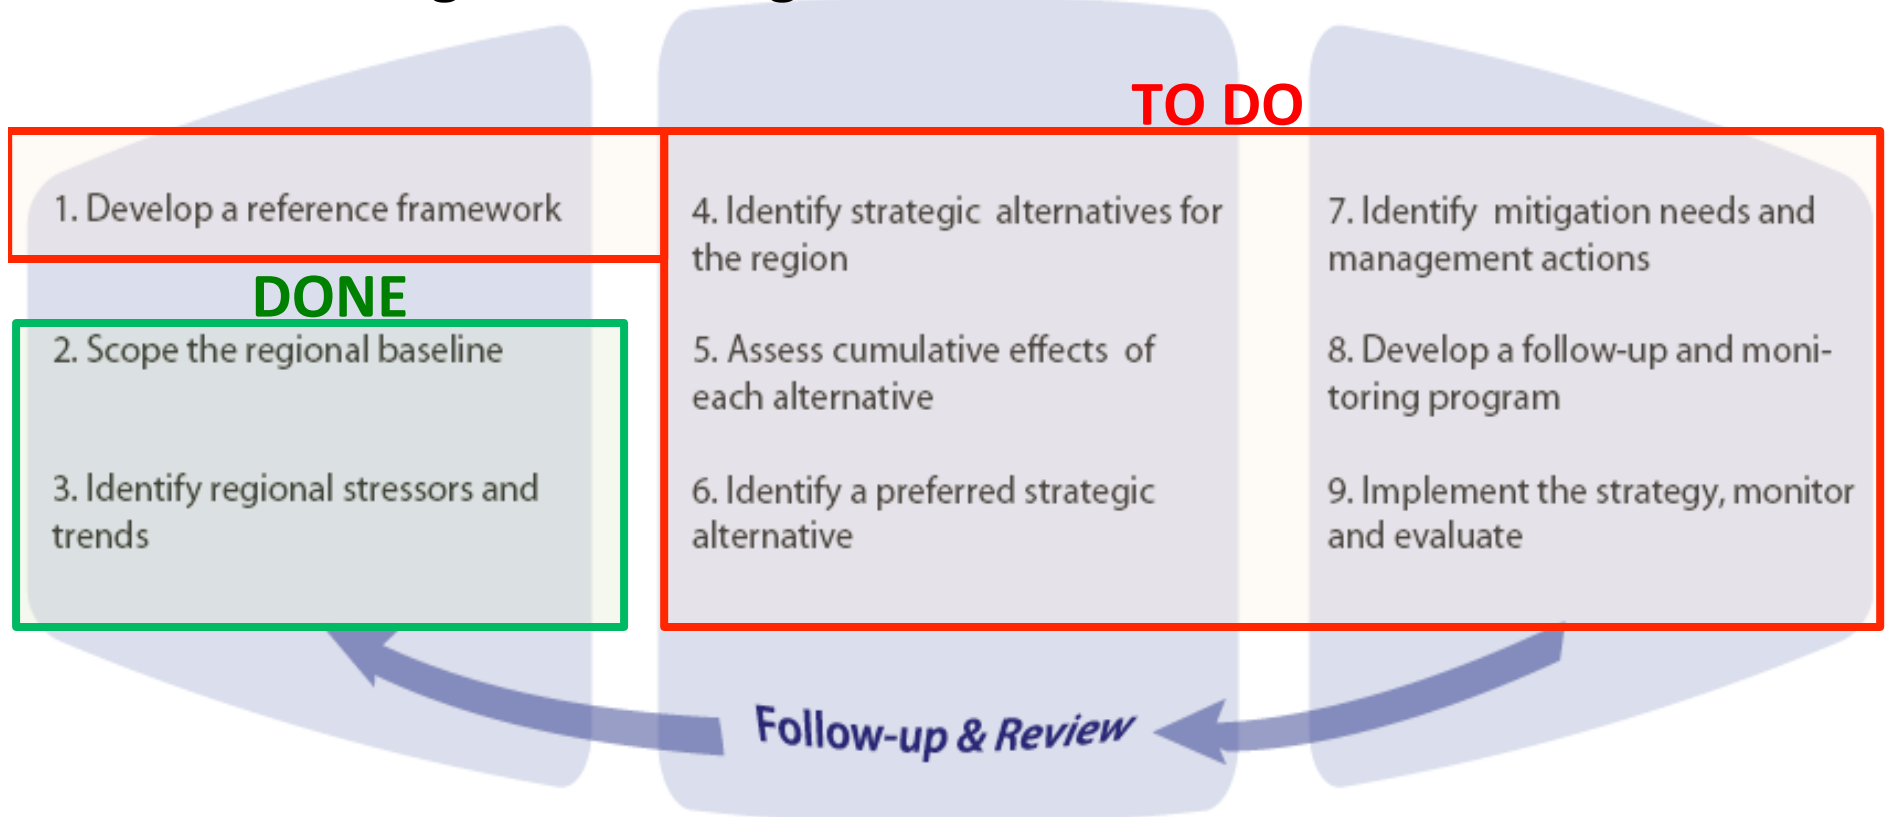 TO DO
1. Develop a reference framework
DONE
2. Scope the regional baseline
3. Identify regional stressors and
trends
4. Identify strategic alternatives for
the region
5. Assess cumulative effects of
each alternative
6. Identify a preferred strategic
alternative
7. Identify mitigation needs and
management actions
8. Develop a follow-up and moni-
toring program
9. Implement the strategy, monitor
and evaluate
Follow-up & Review